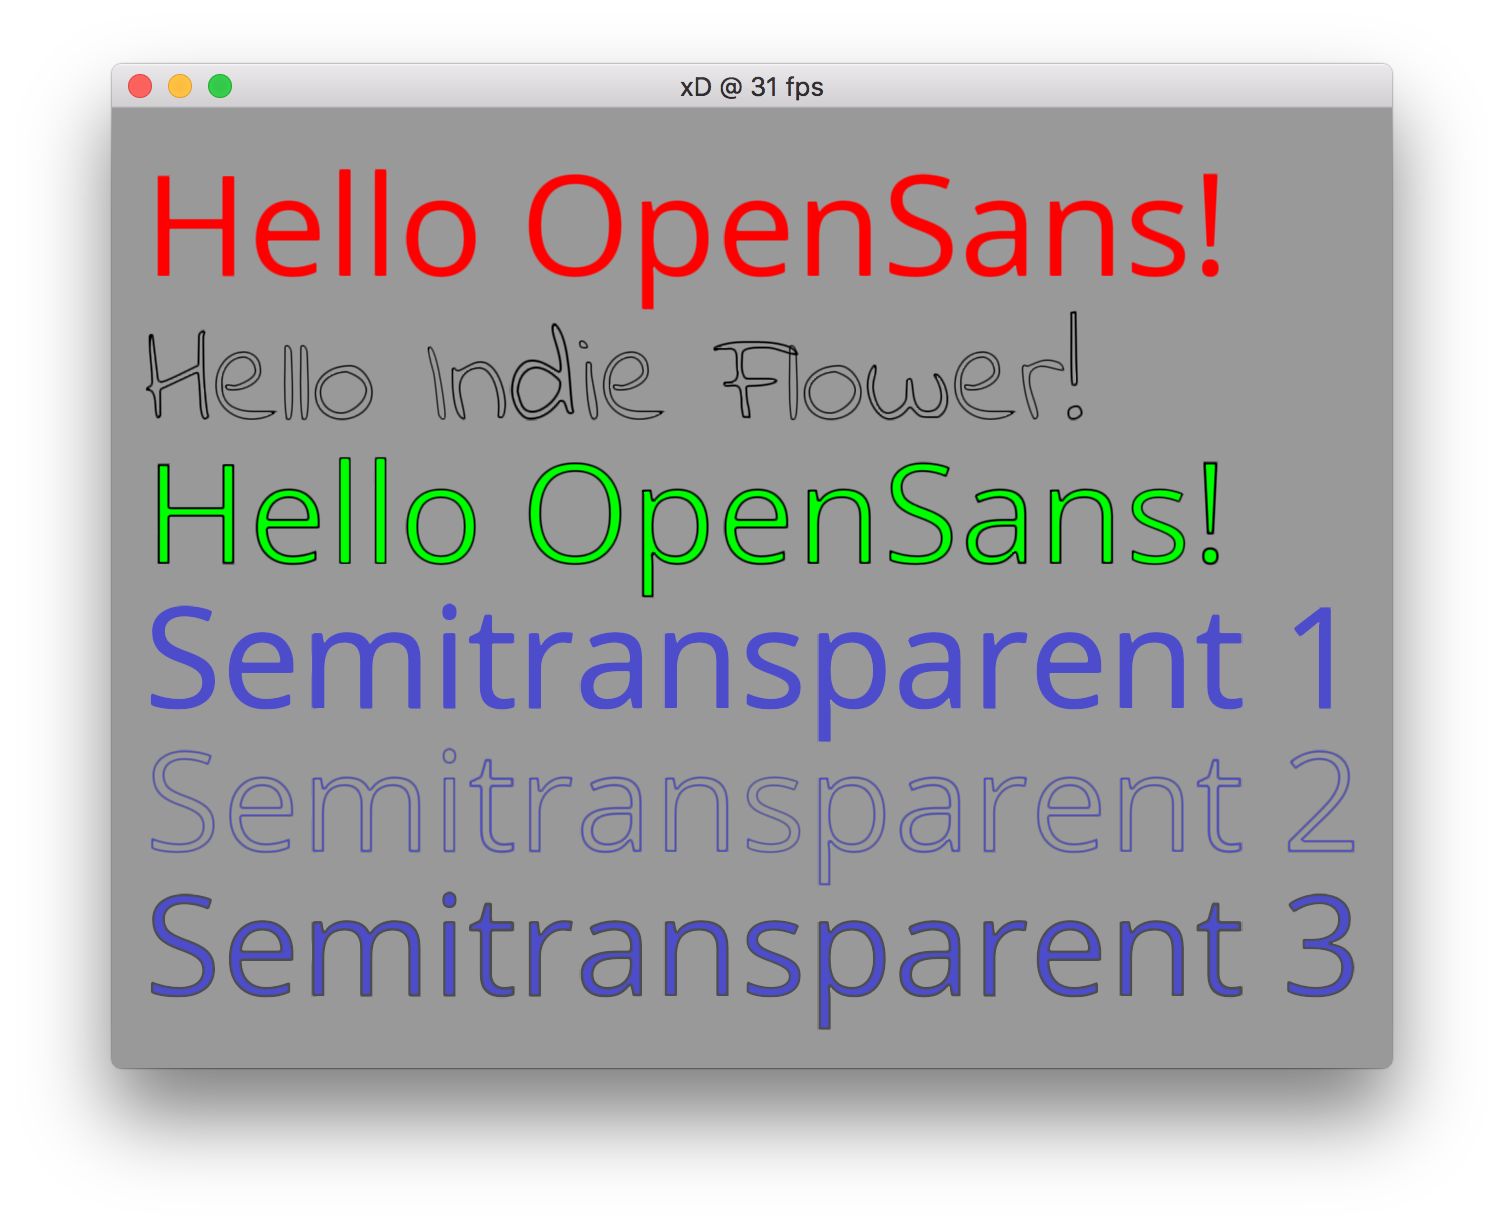 xD @ 31 fps
Hello OpenSans!
Hello Indie Flower!
Hello OpenSans!
Semitransparent 1
Semitransparent 2
Semitransparent 3